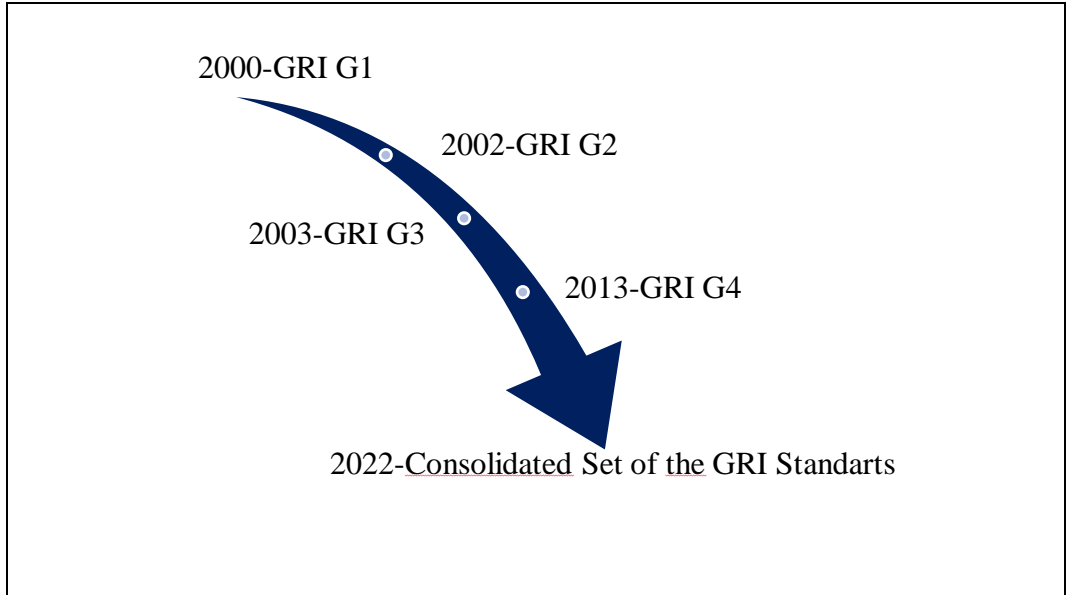 2000-GRI G1
2002-GRI G2
2003-GRI G3
2013-GRI G4
2022-Consolidated Set of the GRI Standarts